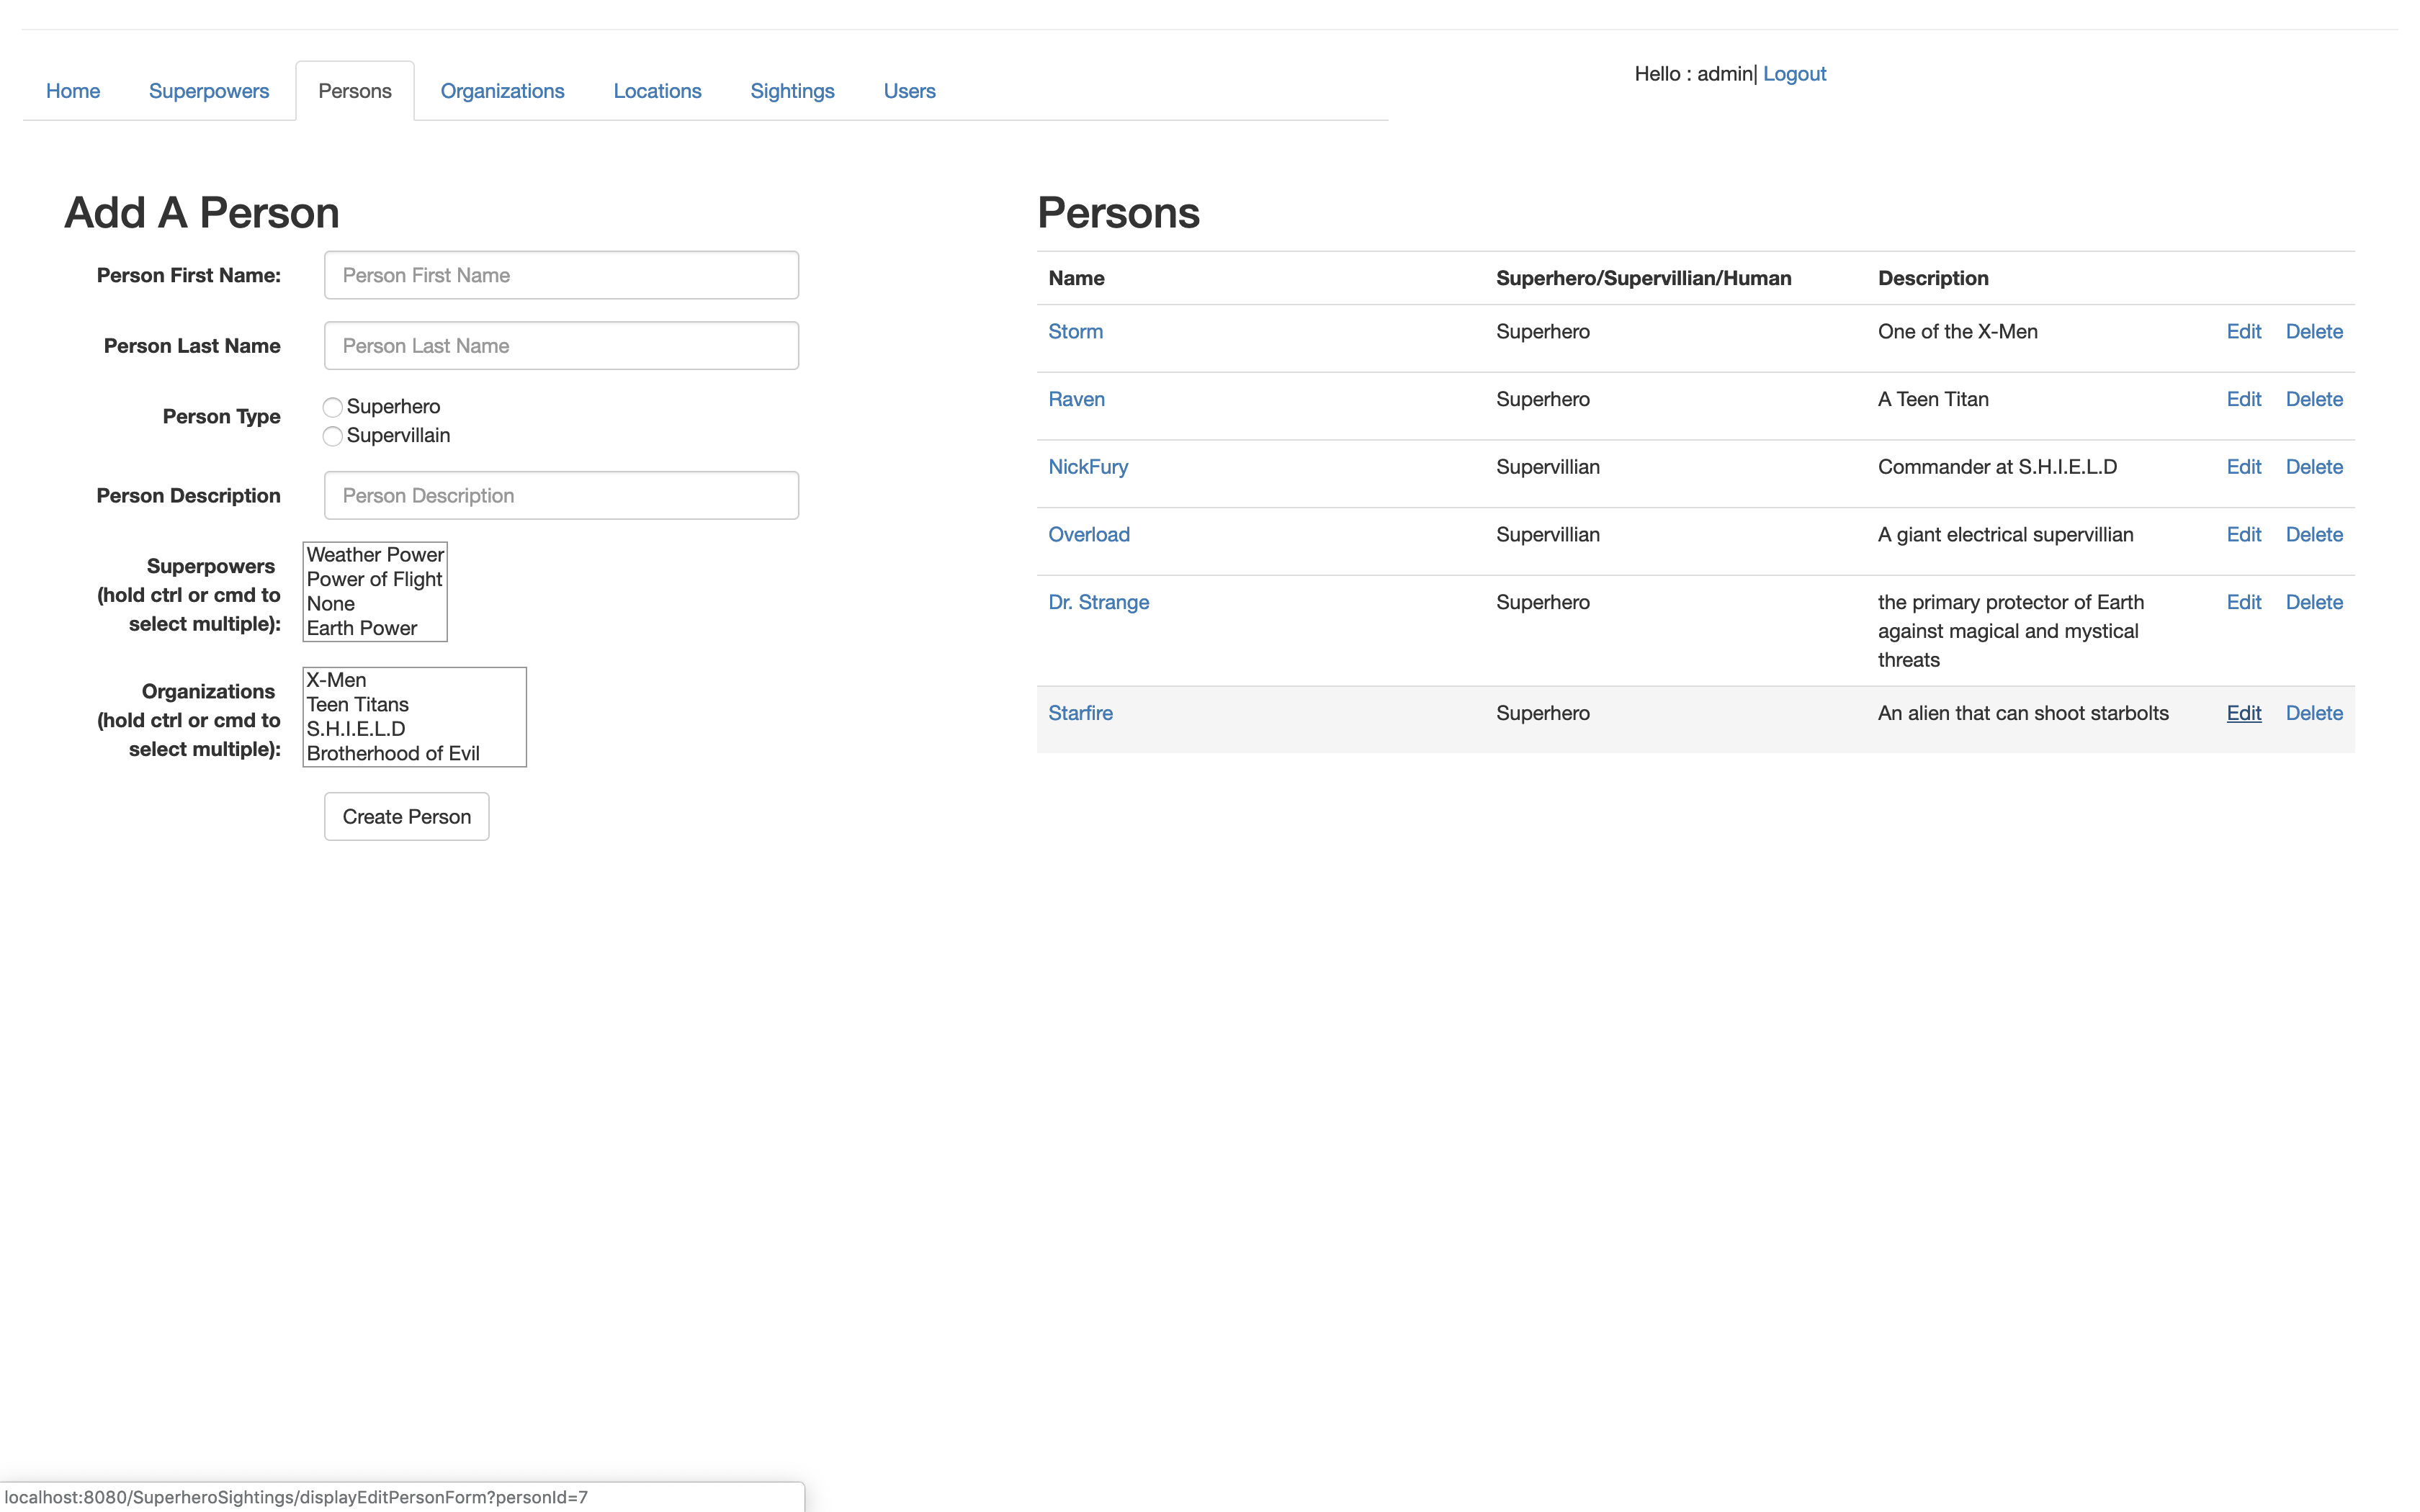 Home Superpowers Persons Organizations Locations Sightings Users
Hello : admin| Logout
Add A Person
Person First Name: Person First Name
Person Last Name Person Last Name
Person Type Superhero
Supervillain
Person Description Person Description
Superpowers
(hold ctrl or cmd to
select multiple):
Weather Power
Power of Flight
None
Earth Power
Organizations
(hold ctrl or cmd to
select multiple):
X-Men
Teen Titans
S.H.I.E.L.D
Brotherhood of Evil
Create Person
Persons
Name Superhero/Supervillian/Human Description
Storm Superhero One of the X-Men Edit Delete
Raven Superhero A Teen Titan Edit Delete
NickFury Supervillian Commander at S.H.I.E.L.D Edit Delete
Overload Supervillian A giant electrical supervillian Edit Delete
Dr. Strange Superhero the primary protector of Earth Edit Delete
against magical and mystical
threats
Starfire Superhero An alien that can shoot starbolts Edit Delete
localhost:8080/SuperheroSightings/displayEditPersonForm?personId=7